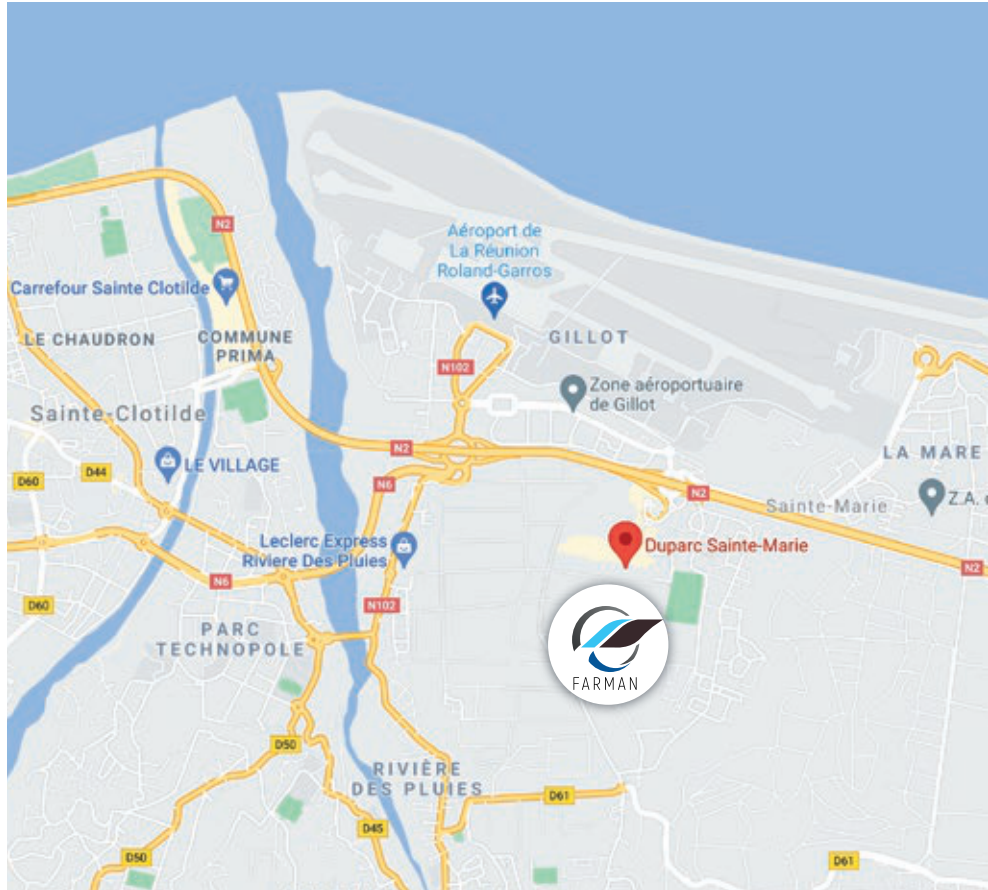 N2
Aéroport de
La Réunion
Roland-Garros
Carrefour Sainte Clotilde
LE CHAUDRON
COMMUNE
PRIMA
GILLOT
N102
Zone aéroportuaire
de Gillot
Sainte-Clotilde
N2
LA MARE
D60
D44
LE VILLAGE
N6
N2
Sainte-Marie
Z.A.
Leclerc Express
Riviere Des Pluies
Duparc Sainte-Marie
N2
N6
D60
N102
PARC
TECHNOPOLE
FARMAN
D50
RIVIÈRE
DES PLUIES
D61
D45
D50
D61